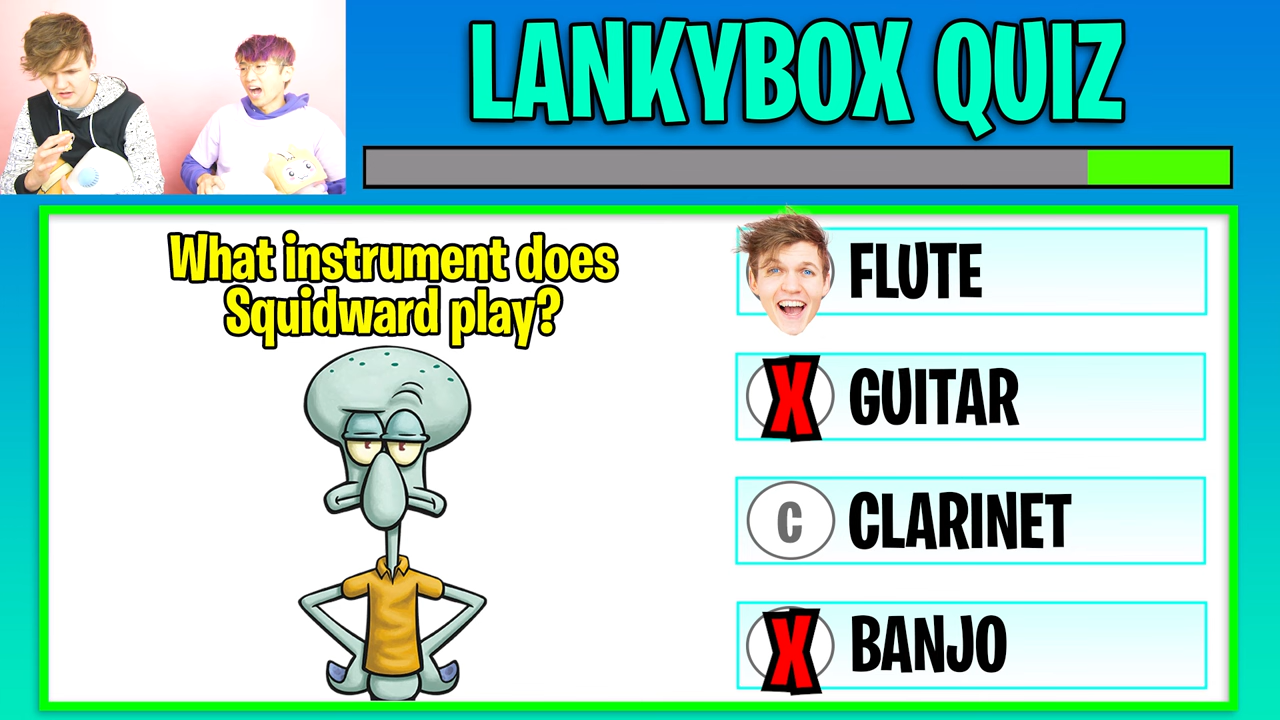 LANKYBOX QUIZ
What instrument does
Squidward play?
FLUTE
X GUITAR
C CLARINET
X BANJO